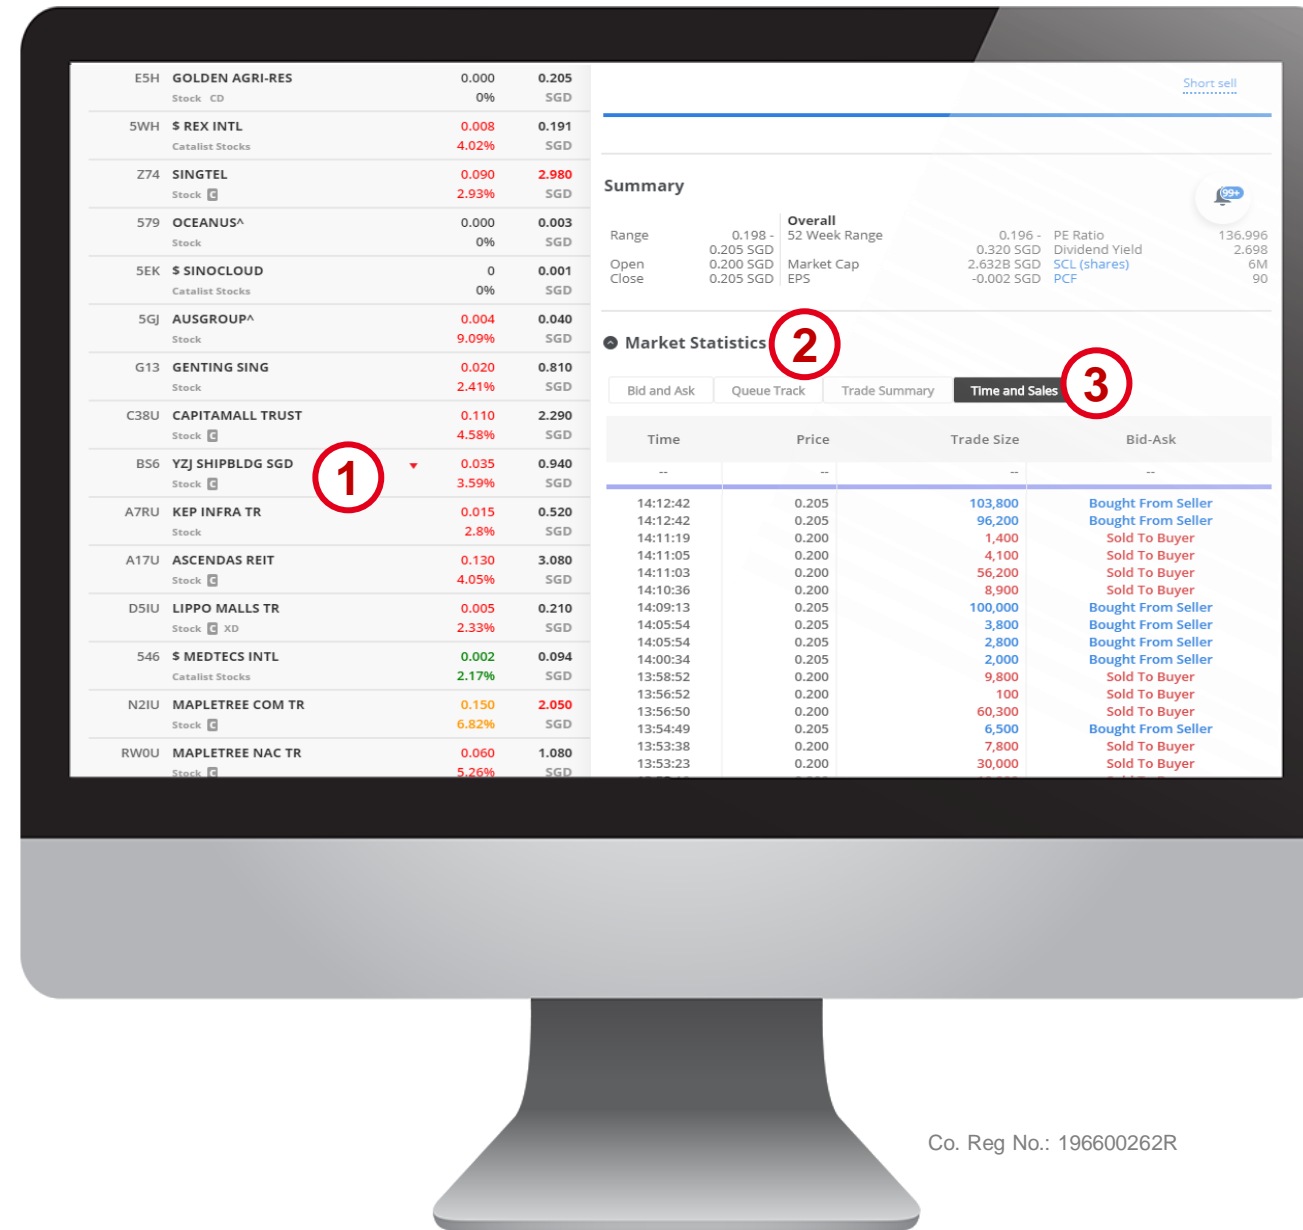 E5H GOLDEN AGRI-RES 0.000 0.205
Stock CD 0% SGD
5WH $ REX INTL 0.008 0.191
Catalist Stocks 4.02% SGD
Z74 SINGTEL 0.090 2.980
Stock C 2.93% SGD
579 OCEANUS^ 0.000 0.003
Stock 0% SGD
5EK $ SINOCLOUD 0 0.001
Catalist Stocks 0% SGD
5GJ AUSGROUP^ 0.004 0.040
Stock 9.09% SGD
G13 GENTING SING 0.020 0.810
Stock 2.41% SGD
C38U CAPITAMALL TRUST 0.110 2.290
Stock C 4.58% SGD
BS6 YZJ SHIPBLDG SGD 0.035 0.940
Stock C 3.59% SGD
1
A7RU KEP INFRA TR 0.015 0.520
Stock 2.8% SGD
A17U ASCENDAS REIT 0.130 3.080
Stock C 4.05% SGD
D5IU LIPPO MALLS TR 0.005 0.210
Stock C XD 2.33% SGD
546 $ MEDTECS INTL 0.002 0.094
Catalist Stocks 2.17% SGD
N2IU MAPLETREE COM TR 0.150 2.050
Stock C 6.82% SGD
RW0U MAPLETREE NAC TR 0.060 1.080
Stock C 5.26% SGD
Short sell
Summary
99+
Overall
Range 0.198 - 52 Week Range 0.196 - PE Ratio 136.996
0.205 SGD 0.320 SGD Dividend Yield 2.698
Open 0.200 SGD Market Cap 2.632B SGD SCL (shares) 6M
Close 0.205 SGD EPS -0.002 SGD PCF 90
Market Statistics 2
Bid and Ask Queue Track Trade Summary Time and Sales 3
Time Price Trade Size Bid-Ask
-- -- -- --
14:12:42 0.205 103,800 Bought From Seller
14:12:42 0.205 96,200 Bought From Seller
14:11:19 0.200 1,400 Sold To Buyer
14:11:05 0.200 4,100 Sold To Buyer
14:11:03 0.200 56,200 Sold To Buyer
14:10:36 0.200 8,900 Sold To Buyer
14:09:13 0.205 100,000 Bought From Seller
14:05:54 0.205 3,800 Bought From Seller
14:05:54 0.205 2,800 Bought From Seller
14:00:34 0.205 2,000 Bought From Seller
13:58:52 0.200 9,800 Sold To Buyer
13:56:52 0.200 100 Sold To Buyer
13:56:50 0.200 60,300 Sold To Buyer
13:54:49 0.205 6,500 Bought From Seller
13:53:38 0.200 7,800 Sold To Buyer
13:53:23 0.200 30,000 Sold To Buyer
Co. Reg No.: 196600262R